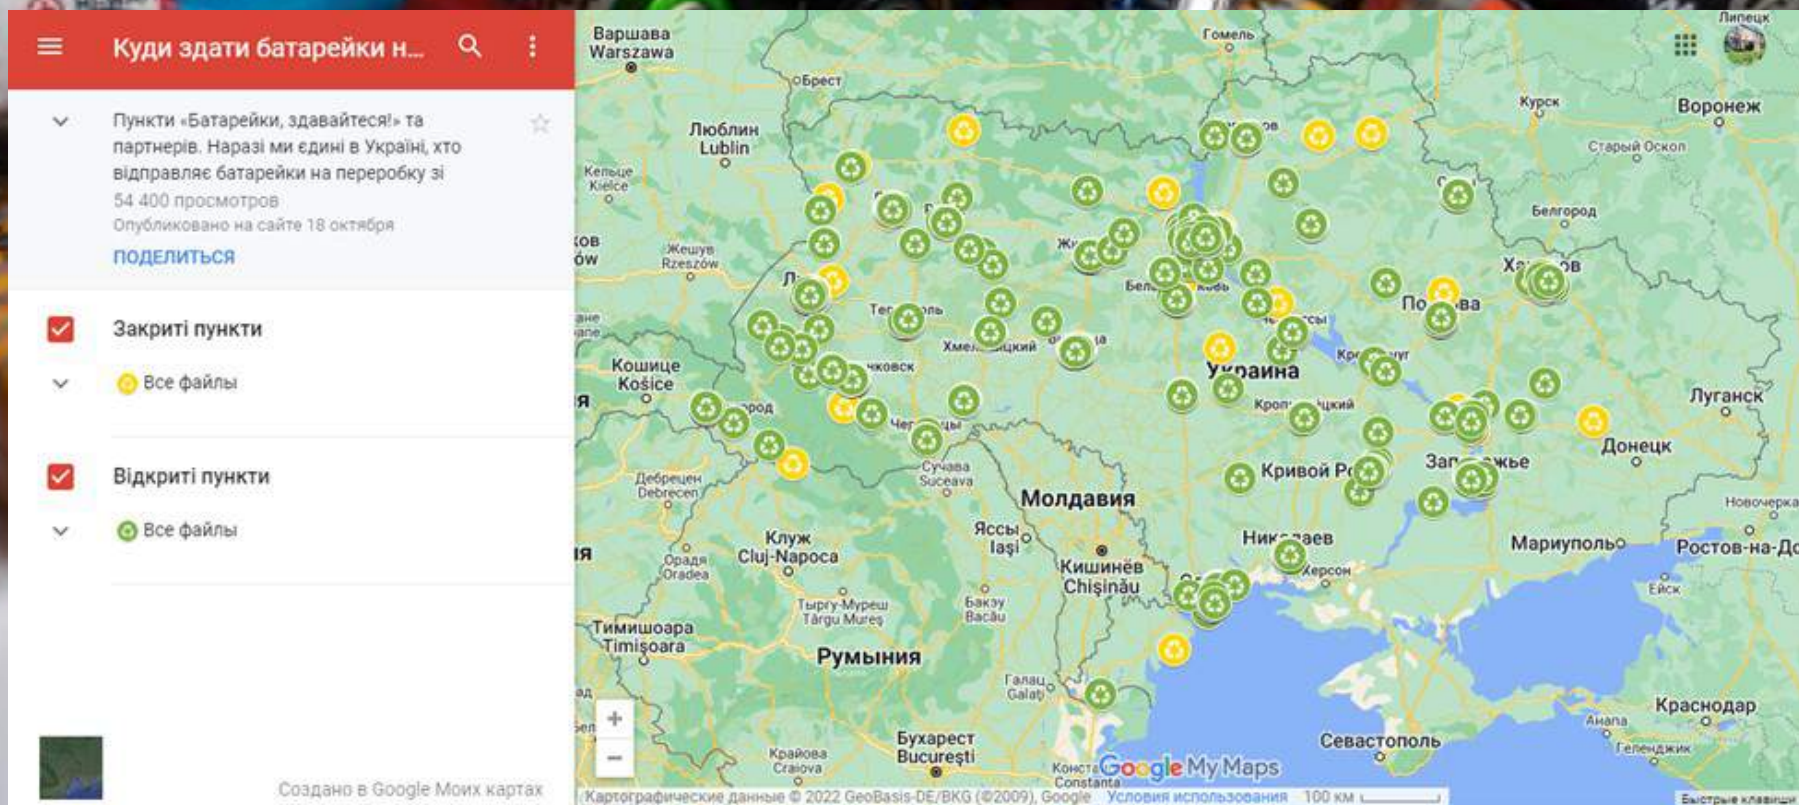 Куди здати батарейки н...
Пункти «Батарейки, здавайтеся!» та
партнерів. Наразі ми єдині в Україні, хто
відправляє батарейки на переробку зі
54 400 просмотров
Опубликовано на сайте 18 октября
ПОДЕЛИТЬСЯ
Закриті пункти
Все файлы
Відкриті пункти
Все файлы
Создано в Google Моих картах
Варшава
Warszawa
Брест
Гомель
Липецк
Курск
Воронеж
Люблин
Lublin
Старый Оскол
Кельце
Kielce
Белгород
Жешув
Rzeszów
Кошице
Košice
Украина
Луганск
Донецк
Дебрецен
Debrecen
Сучава
Suceava
Молдавия
Кривой
Новочерка
Клуж
Cluj-Napoca
Яссы
Iași
Мариуполь
Ростов-на-До
Орадя
Oradea
Кишинёв
Chișinău
Херсон
Ейск
Тыргу-Муреш
Târgu Mureș
Бакэу
Bacău
Тимишоара
Timișoara
Румыния
Галац
Galați
Краснодар
Анапа
Геленджик
Севастополь
Бухарест
București
Крайова
Craiova
Конста
Constanta
Google My Maps
Картографические данные © 2022 GeoBasis-DE/BKG (©2009), Google
Условия использования
100 км
Быстрые клавиши